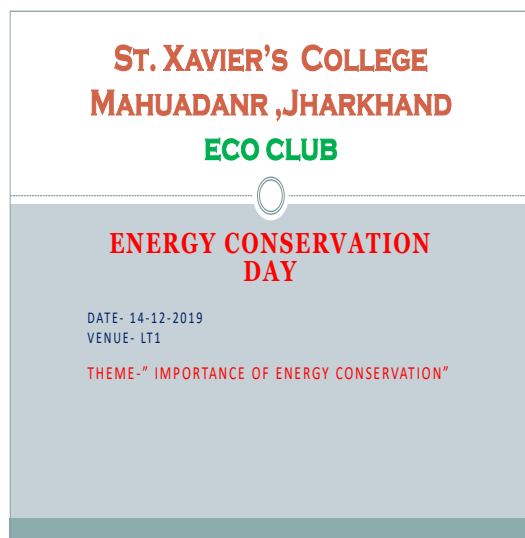 St. Xavier's  College
Mahuadanr ,Jharkhand
ECO CLUB
ENERGY CONSERVATION
DAY
DATE- 14-12-2019
VENUE- LT1
THEME-” IMPORTANCE OF ENERGY CONSERVATION”